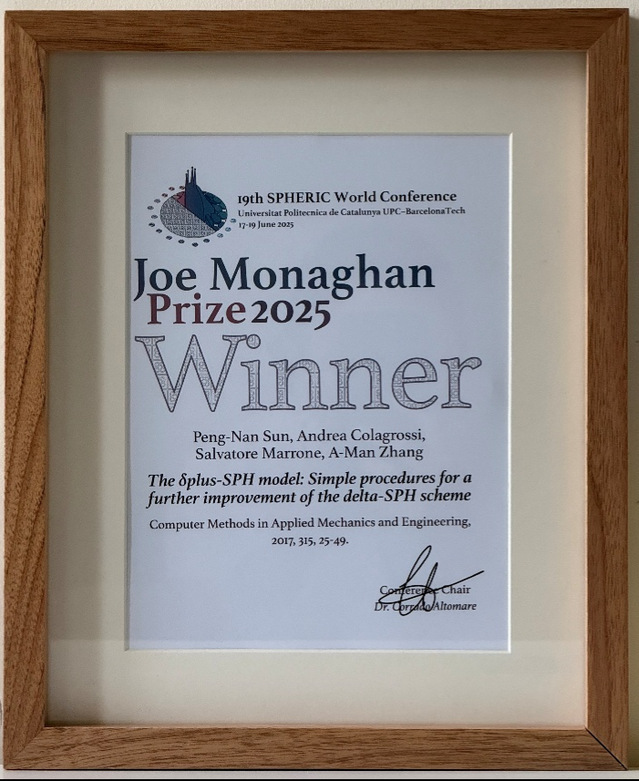 19th SPHERIC World Conference
Universitat Politecnica de Catalunya UPC–BarcelonaTech
17-19 June 2025
Joe Monaghan
Prize 2025
Winner
Peng-Nan Sun, Andrea Colagrossi,
Salvatore Marrone, A-Man Zhang
The δplus-SPH model: Simple procedures for a
further improvement of the delta-SPH scheme
Computer Methods in Applied Mechanics and Engineering,
2017, 315, 25-49.
Conference Chair
Dr. Corrado Altomare